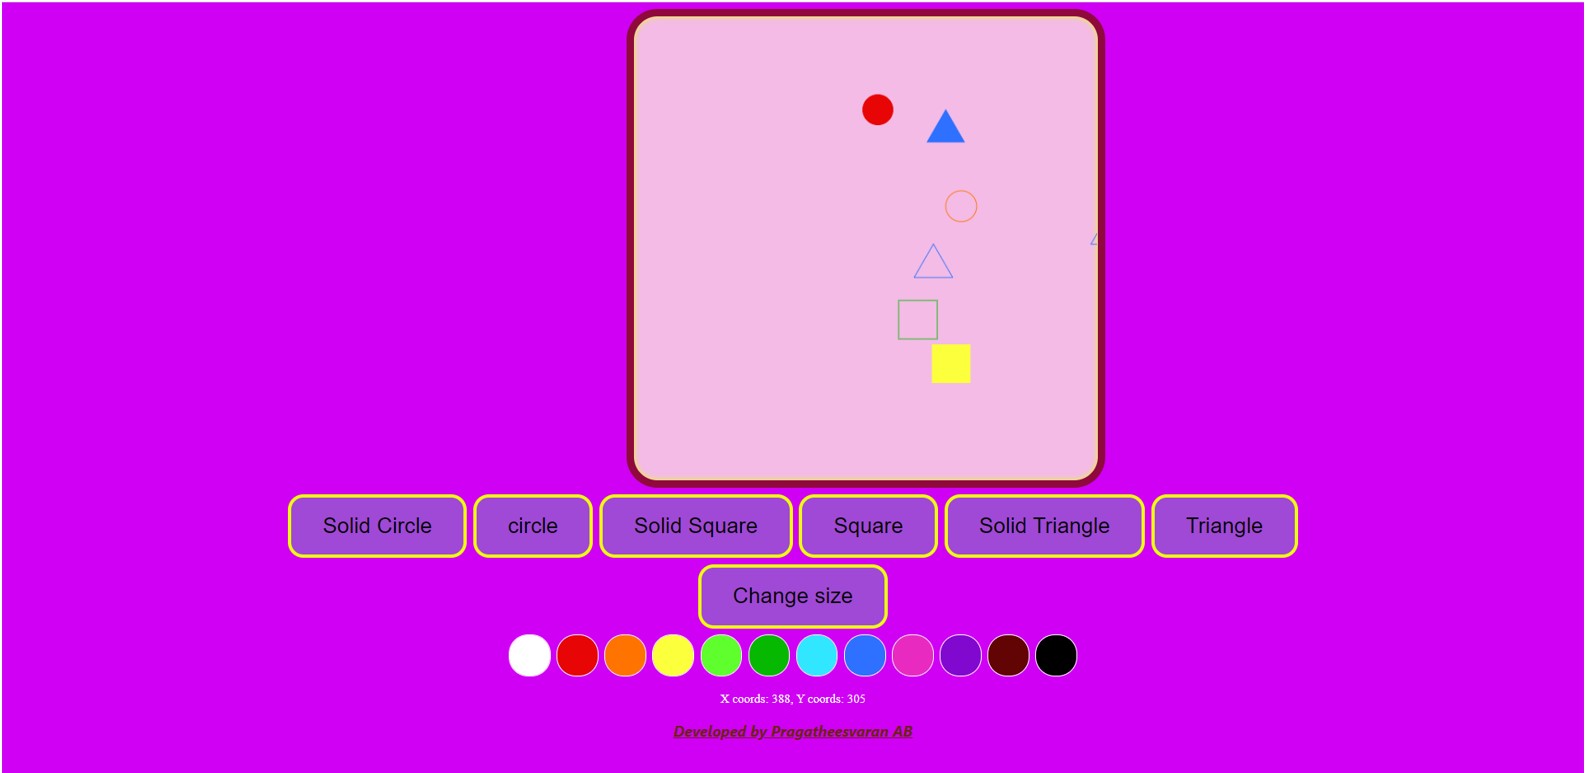 Solid Circle circle Solid Square Square Solid Triangle Triangle
Change size
X coords: 388, Y coords: 305
Developed by Pragatheesvaran AB